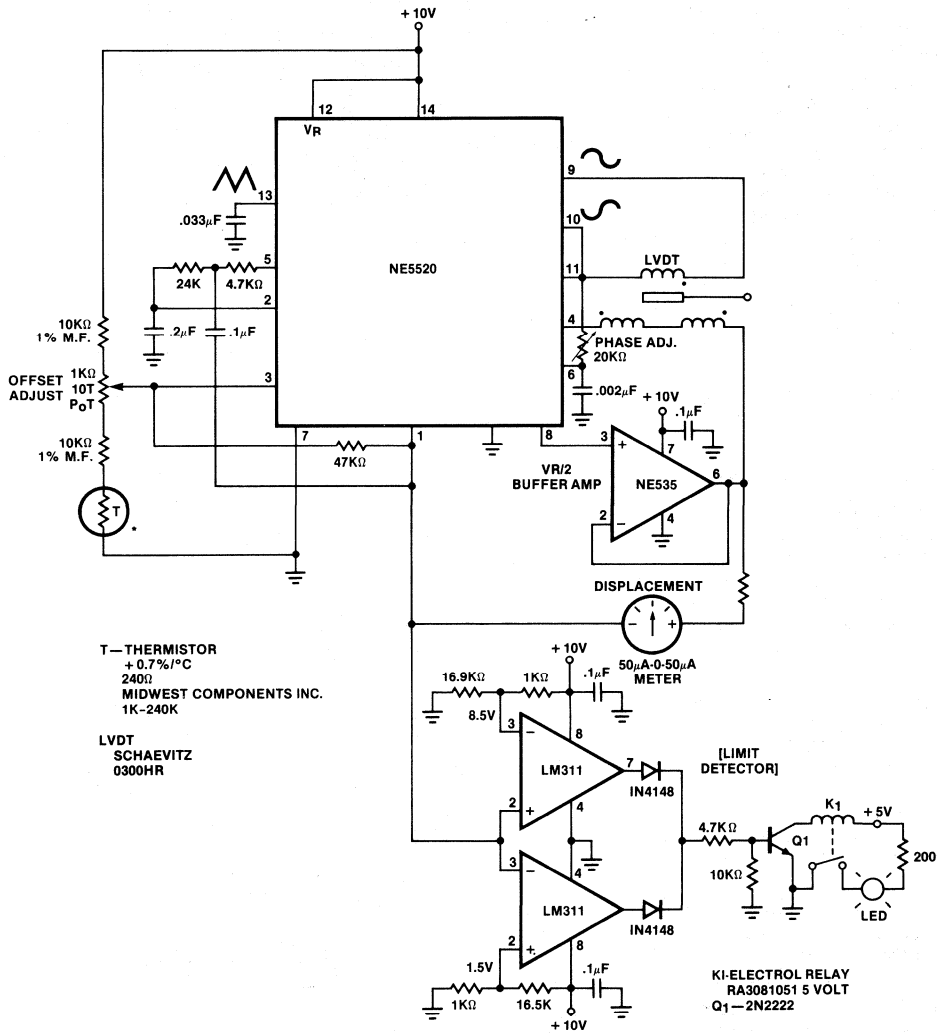 +10V
12
14
VR
9
13
.033µF
10
5
NE5520
LVDT
11
24K
4.7KΩ
2
4
10KΩ
1% M.F.
.2µF
.1µF
PHASE ADJ.
20KΩ
OFFSET
ADJUST
1KΩ
10T
PoT
3
6
.002µF
+10V
.1µF
7
1
8
3
+
7
10KΩ
1% M.F.
47KΩ
VR/2
BUFFER AMP
NE535
6
T
*
2
−
4
DISPLACEMENT
−
+
50µA-0-50µA
METER
T—THERMISTOR
+0.7%/°C
240Ω
MIDWEST COMPONENTS INC.
1K-240K
LVDT
SCHAEVITZ
0300HR
+10V
16.9KΩ
1KΩ
.1µF
8.5V
3
−
8
LM311
7
IN4148
[LIMIT
DETECTOR]
2
+
4
4.7KΩ
K1
+5V
Q1
3
−
4
10KΩ
200
LM311
IN4148
LED
2
+
8
1.5V
.1µF
1KΩ
16.5K
+10V
KI-ELECTROL RELAY
RA3081051 5 VOLT
Q1—2N2222